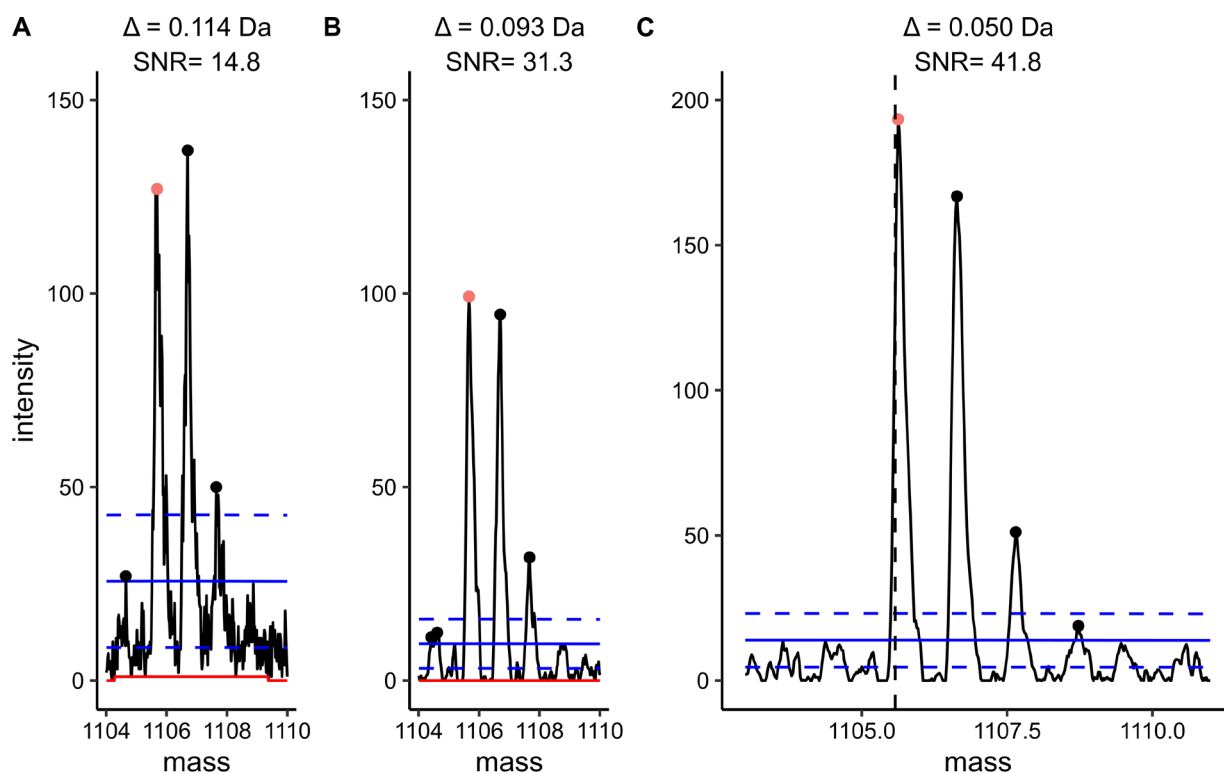 A
Δ = 0.114 Da
SNR= 14.8
B
Δ = 0.093 Da
SNR= 31.3
C
Δ = 0.050 Da
SNR= 41.8
intensity
150
100
50
0
1104 1106 1108 1110
mass
150
100
50
0
1104 1106 1108 1110
mass
200
150
100
50
0
1105.0 1107.5 1110.0
mass